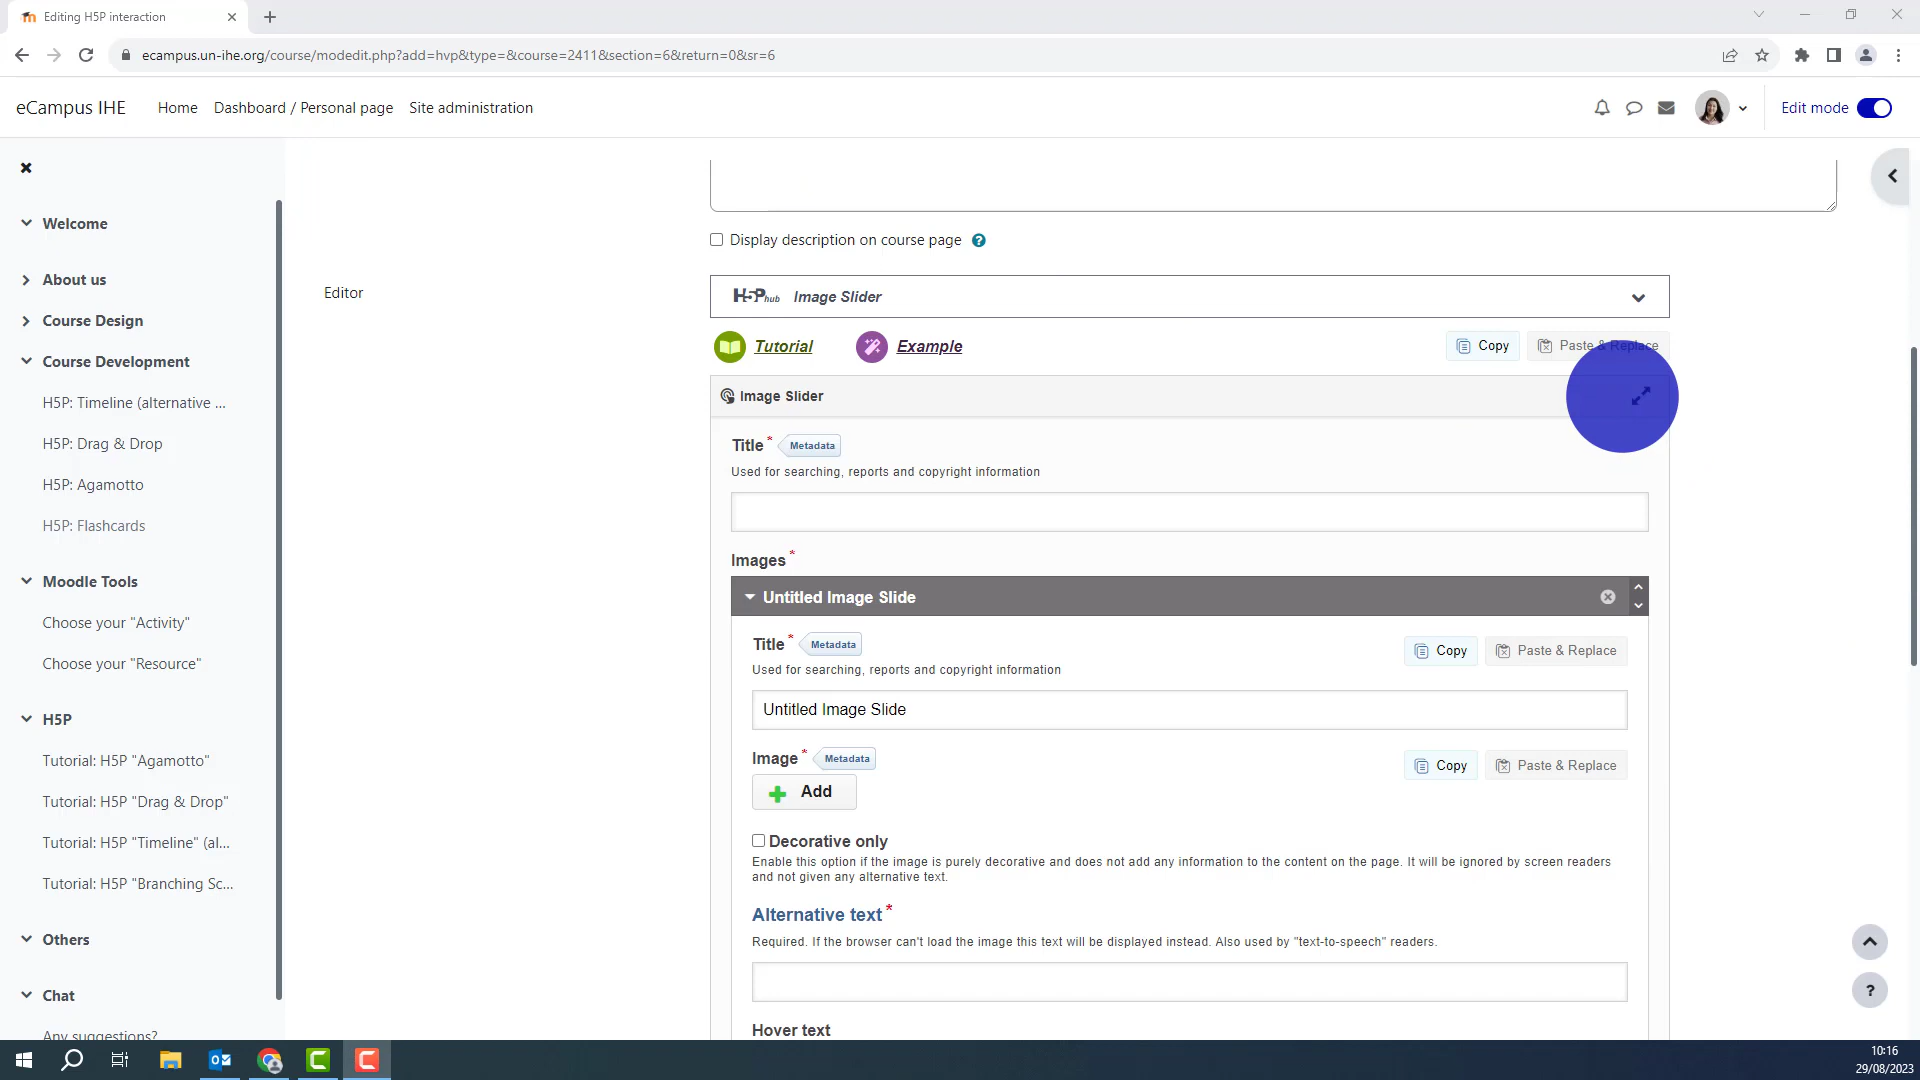 Editing H5P interaction
ecampus.un-ihe.org/course/modedit.php?add=hvp&type=&course=2411&section=6&return=0&sr=6
eCampus IHE
Home
Dashboard / Personal page
Site administration
Edit mode
Welcome
About us
Course Design
Course Development
H5P: Timeline (alternative ...
H5P: Drag & Drop
H5P: Agamotto
H5P: Flashcards
Moodle Tools
Choose your "Activity"
Choose your "Resource"
H5P
Tutorial: H5P "Agamotto"
Tutorial: H5P "Drag & Drop"
Tutorial: H5P "Timeline" (al...
Tutorial: H5P "Branching Sc...
Others
Chat
Any suggestions?
Display description on course page ?
Editor
H5P hub Image Slider
Tutorial
Example
Copy
Paste & Replace
Image Slider
Title * Metadata
Used for searching, reports and copyright information
Images *
Untitled Image Slide
Title * Metadata
Copy
Paste & Replace
Used for searching, reports and copyright information
Untitled Image Slide
Image * Metadata
Copy
Paste & Replace
Add
Decorative only
Enable this option if the image is purely decorative and does not add any information to the content on the page. It will be ignored by screen readers
and not given any alternative text.
Alternative text *
Required. If the browser can't load the image this text will be displayed instead. Also used by "text-to-speech" readers.
Hover text
?
10:16
29/08/2023